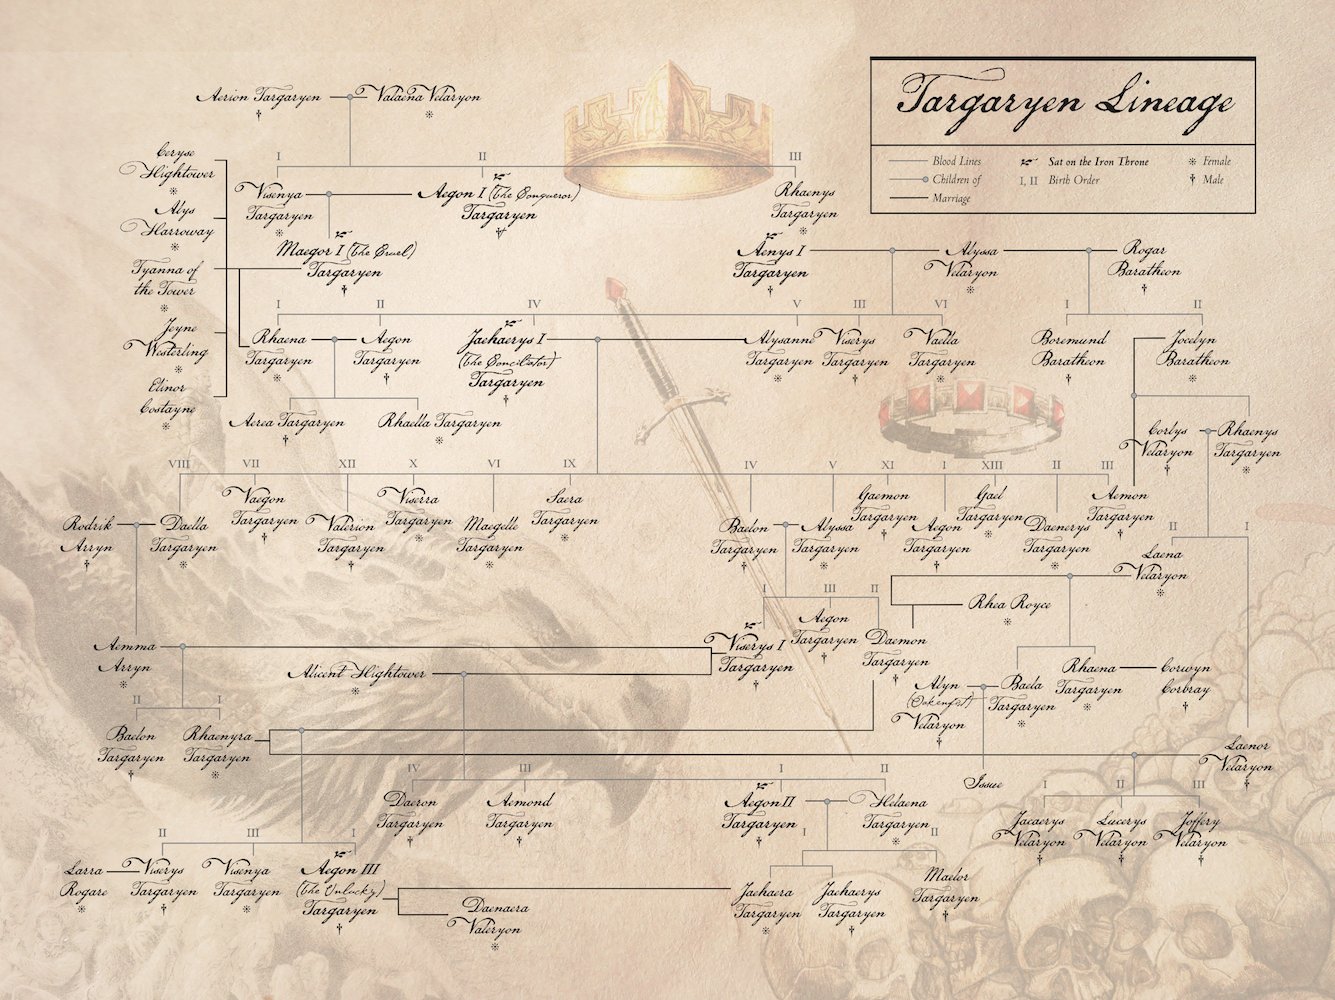 Targaryen Lineage
Blood Lines
Children of
Marriage
Sat on the Iron Throne
I, II Birth Order
※ Female
† Male
Aerion Targaryen
†
Valaena Velaryon
※
I
II
III
Ceryse
Hightower
※
Alys
Harroway
※
Tyanna of
the Tower
※
Jeyne
Westerling
※
Elinor
Costayne
※
Visenya
Targaryen
※
Aegon I (The Conqueror)
Targaryen
†
Rhaenys
Targaryen
※
Maegor I (The Cruel)
Targaryen
†
Aenys I
Targaryen
†
Alyssa
Velaryon
※
Rogar
Baratheon
†
I
II
IV
V
III
VI
I
II
Rhaena
Targaryen
※
Aegon
Targaryen
†
Jaehaerys I
(The Conciliator)
Targaryen
†
Alysanne
Targaryen
※
Viserys
Targaryen
†
Vaella
Targaryen
※
Boremund
Baratheon
†
Jocelyn
Baratheon
※
Aerea Targaryen
†
Rhaella Targaryen
※
Corlys
Velaryon
†
Rhaenys
Targaryen
※
VIII
VII
XII
X
VI
IX
IV
V
XI
I
XIII
II
III
Rodrik
Arryn
†
Daella
Targaryen
※
Vaegon
Targaryen
†
Valerion
Targaryen
†
Viserra
Targaryen
※
Maegelle
Targaryen
※
Saera
Targaryen
※
Baelon
Targaryen
†
Alyssa
Targaryen
※
Gaemon
Targaryen
†
Aegon
Targaryen
†
Gael
Targaryen
※
Daenerys
Targaryen
※
Aemon
Targaryen
†
II
I
Laena
Velaryon
※
I
III
II
Rhea Royce
※
Aemma
Arryn
※
Alicent Hightower
※
Viserys I
Targaryen
†
Aegon
Targaryen
†
Daemon
Targaryen
†
Alyn
(Oakenfist)
Velaryon
†
Baela
Targaryen
※
Rhaena
Targaryen
※
Corwyn
Corbray
†
II
I
Baelon
Targaryen
†
Rhaenyra
Targaryen
※
Laenor
Velaryon
†
Issue
IV
III
I
II
I
II
III
Daeron
Targaryen
†
Aemond
Targaryen
†
Aegon II
Targaryen
†
Helaena
Targaryen
※
Jacaerys
Velaryon
†
Lucerys
Velaryon
†
Joffery
Velaryon
†
II
III
I
I
II
Larra
Rogare
※
Viserys
Targaryen
†
Visenya
Targaryen
※
Aegon III
(The Unlucky)
Targaryen
†
Daenaera
Valeryon
※
Jaehaera
Targaryen
※
Jaehaerys
Targaryen
†
Maelor
Targaryen
†